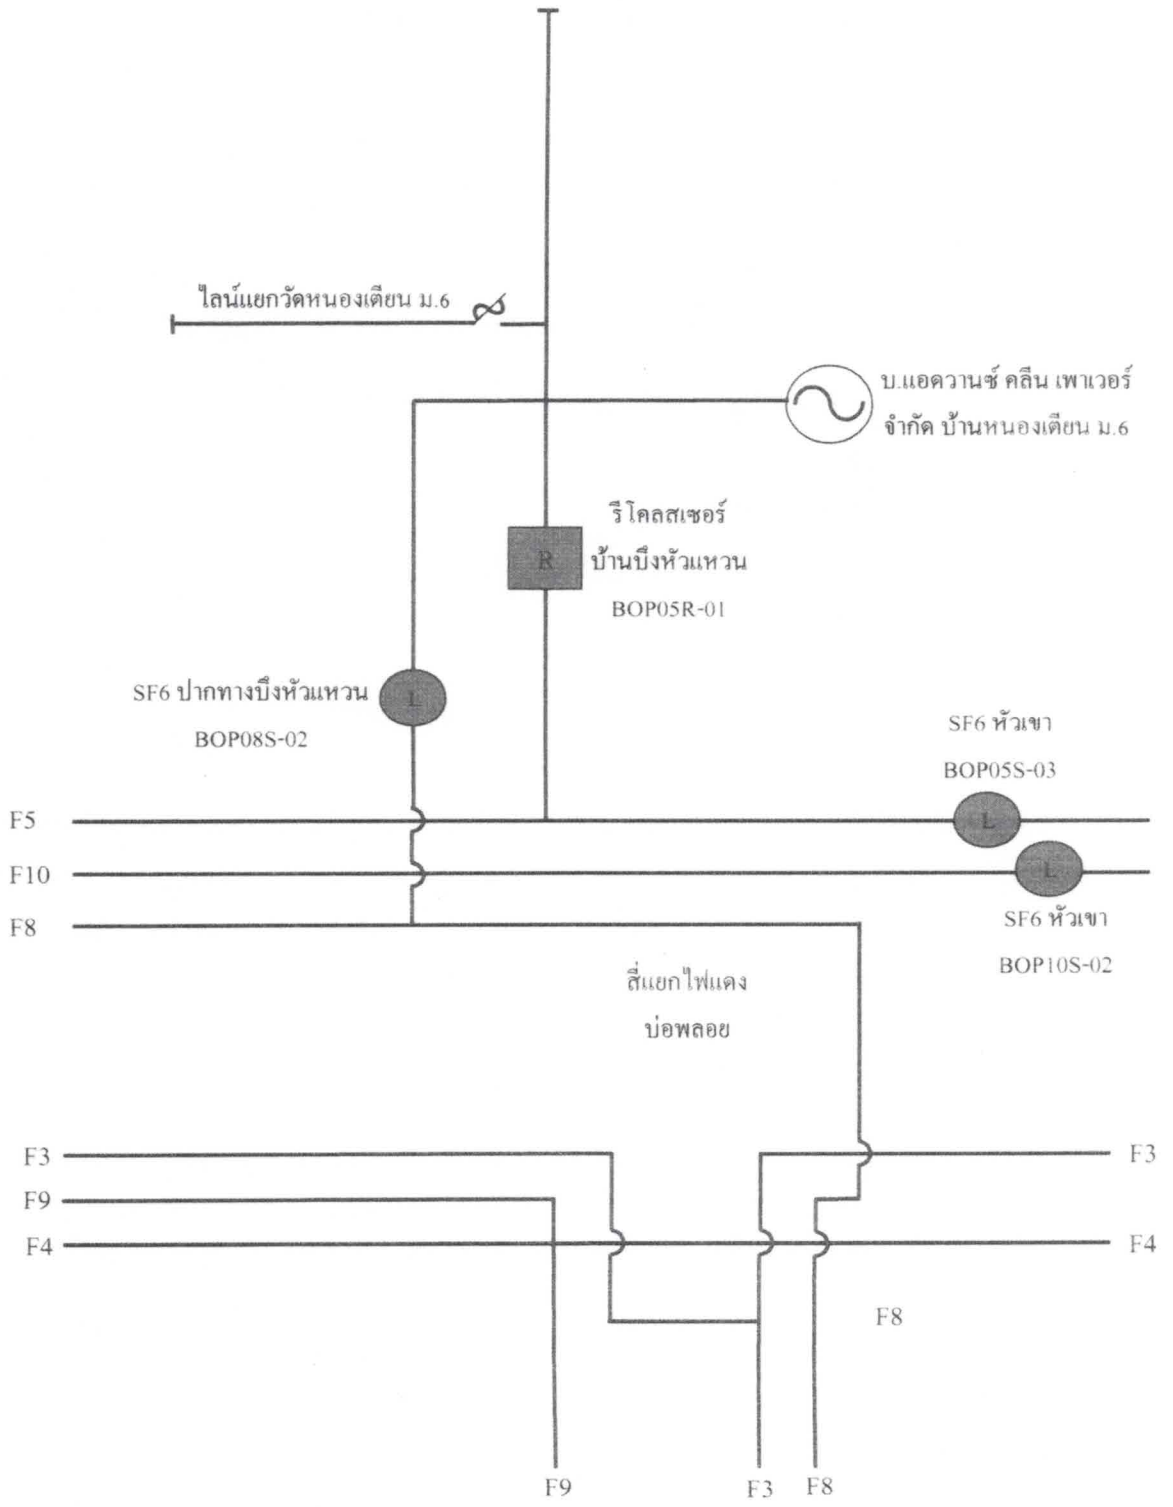 ไลน์แยกวัดหนองเตียน ม.6
บ.แอดวานซ์ คลีน เพาเวอร์
จำกัด บ้านหนองเตียน ม.6
รีโคลสเซอร์
R
บ้านบึงหัวแหวน
BOP05R-01
SF6 ปากทางบึงหัวแหวน
L
BOP08S-02
SF6 หัวเขา
BOP05S-03
F5
L
F10
L
F8
SF6 หัวเขา
BOP10S-02
สี่แยกไฟแดง
บ่อพลอย
F3
F3
F9
F4
F4
F8
F9
F3
F8